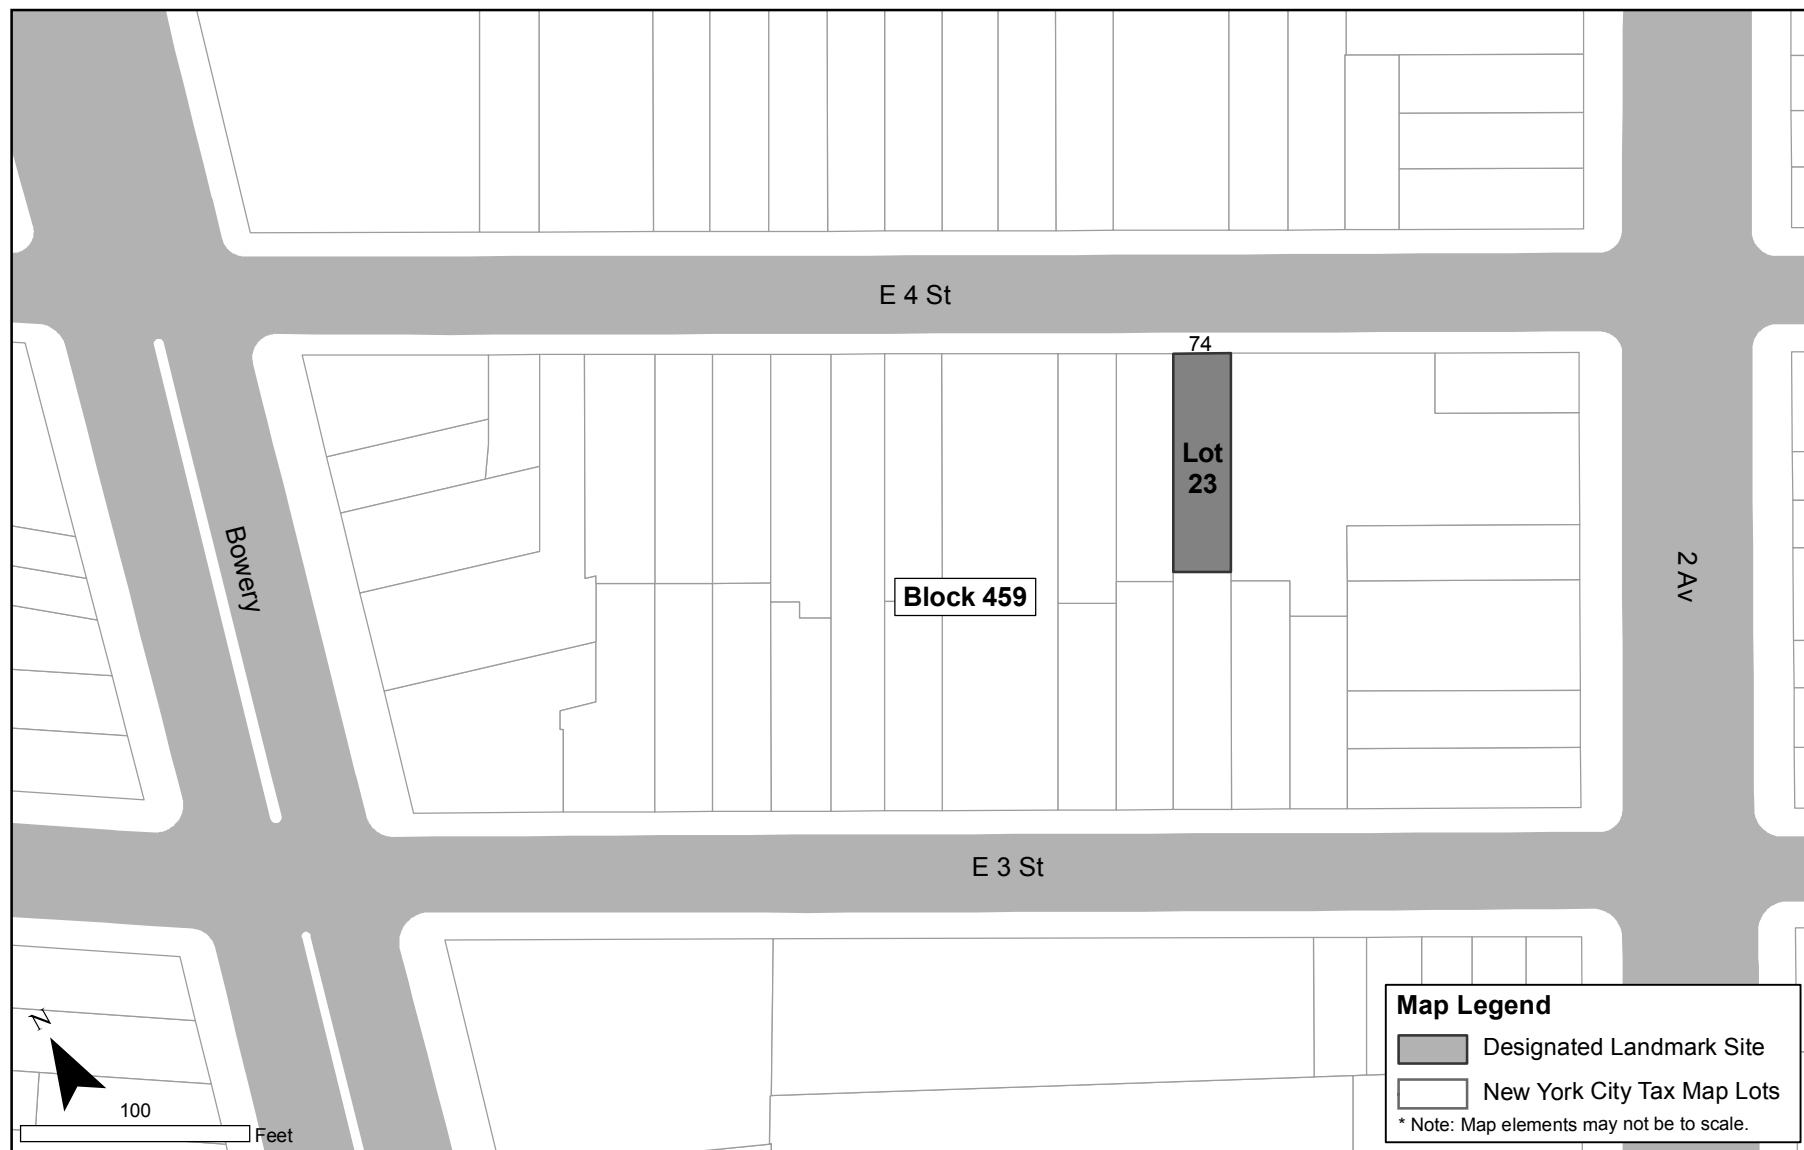 E 4 St
74
Lot
23
Bowery
Block 459
2 Av
E 3 St
N
100
Feet
Map Legend
Designated Landmark Site
New York City Tax Map Lots
* Note: Map elements may not be to scale.